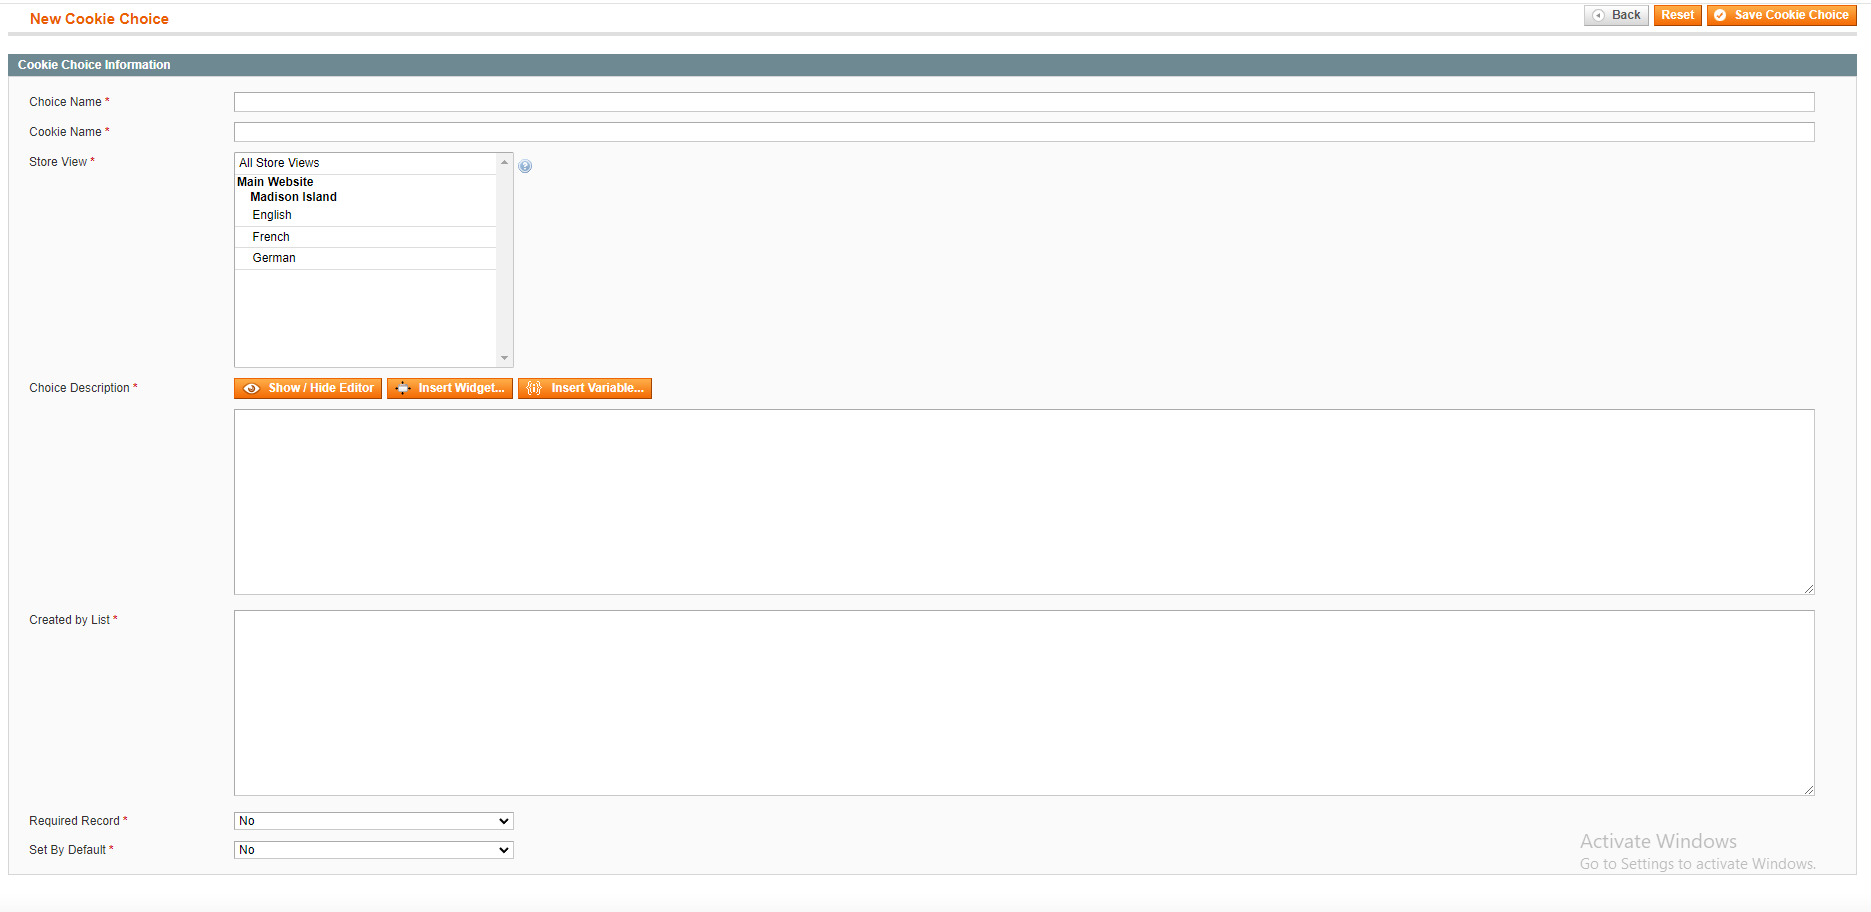 New Cookie Choice
Back
Reset
Save Cookie Choice
Cookie Choice Information
Choice Name *
Cookie Name *
Store View *
All Store Views
Main Website
Madison Island
English
French
German
Choice Description *
Show / Hide Editor
Insert Widget...
Insert Variable...
Created by List *
Required Record *
No
Set By Default *
No
Activate Windows
Go to Settings to activate Windows.